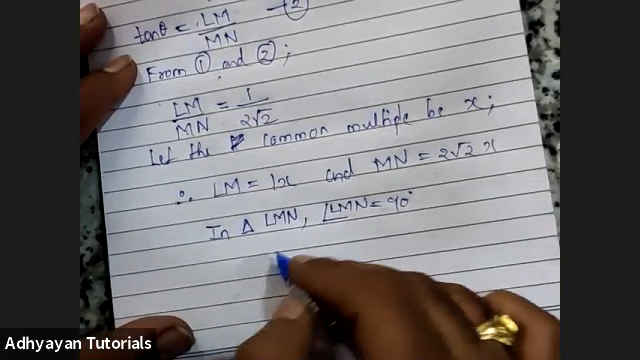 tanθ = LM/MN — ②
From ① and ② ;
LM/MN = 1/2√2
Let the common multiple be x ;
∴ LM = 1x and MN = 2√2 x
In Δ LMN, ∠LMN = 90°
Adhyayan Tutorials